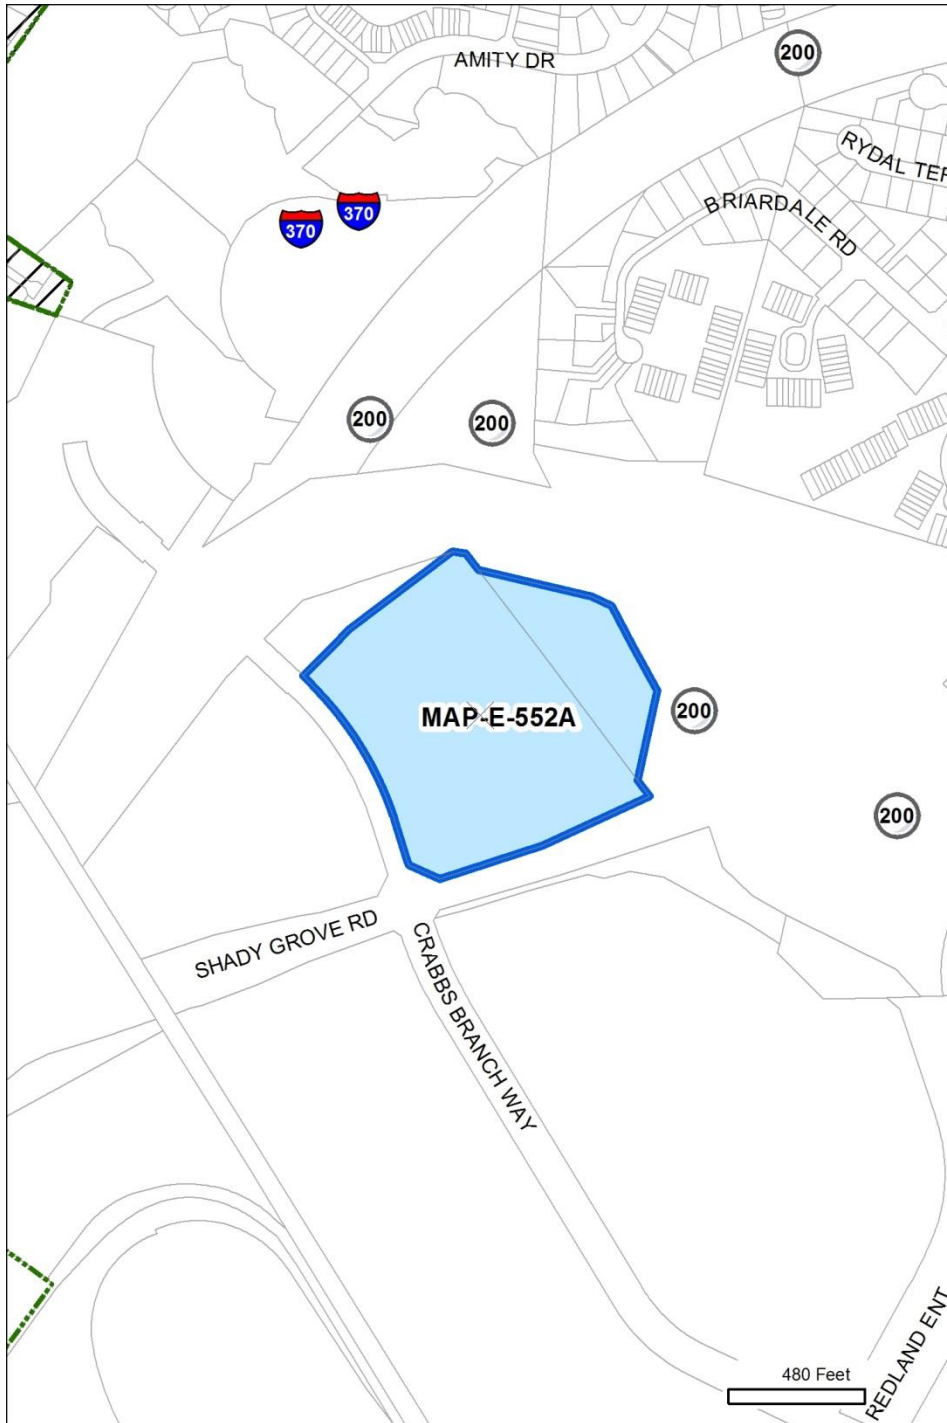 AMITY DR
200
RYDAL TER
BRIARDALE RD
370
370
200
200
MAP-E-552A
200
200
SHADY GROVE RD
CRABBS BRANCH WAY
480 Feet
REDLAND ENT